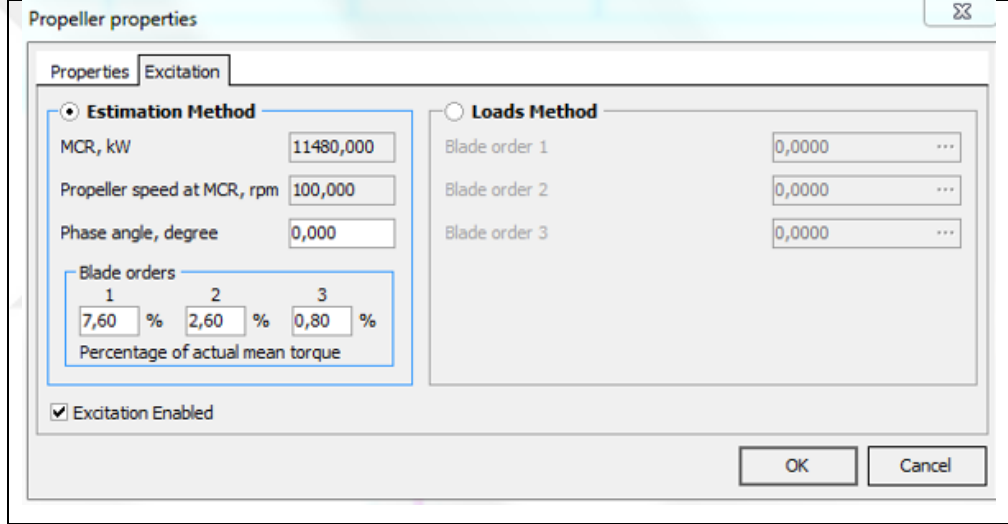 Propeller properties
Properties Excitation
Estimation Method
MCR, kW 11480,000
Propeller speed at MCR, rpm 100,000
Phase angle, degree 0,000
Blade orders
1 2 3
7,60 % 2,60 % 0,80 %
Percentage of actual mean torque
Loads Method
Blade order 1 0,0000 ...
Blade order 2 0,0000 ...
Blade order 3 0,0000 ...
Excitation Enabled
OK Cancel